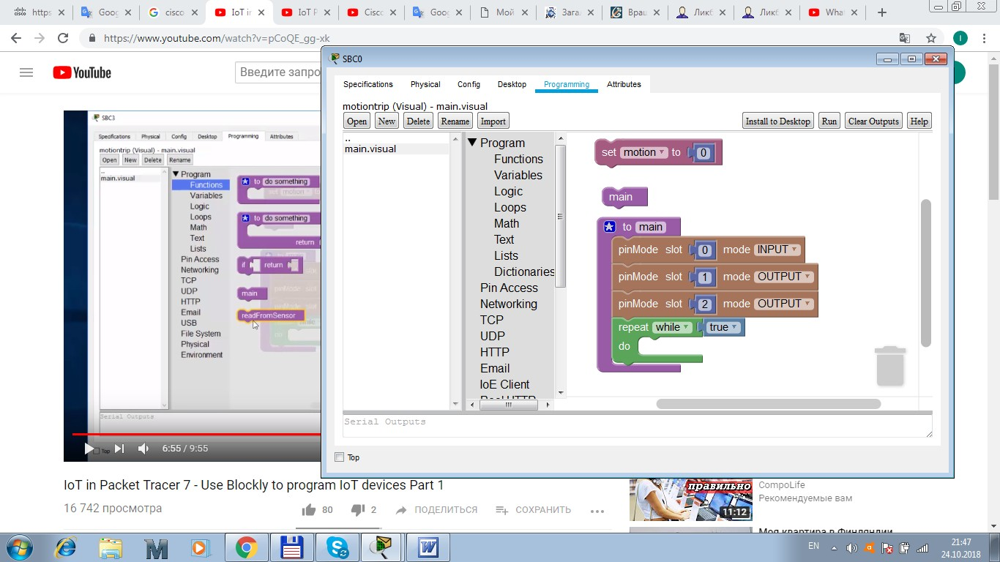 https
Goog
cisco
IoT in
IoT P
Cisco
Goog
Мой
Загал
Вращ
Ликб
Ликб
What
https://www.youtube.com/watch?v=pCoQE_gg-xk
I
YouTube
Введите запро
SBC3
Specifications Physical Config Desktop Programming Attributes
motiontrip (Visual) - main.visual
Open New Delete Rename
..
main.visual
Program
Functions
Variables
Logic
Loops
Math
Text
Lists
Pin Access
Networking
TCP
UDP
HTTP
Email
USB
File System
Physical
Environment
to do something
to do something
return
if return
main
readFromSensor
Serial Outputs
Top
6:55 / 9:55
SBC0
Specifications Physical Config Desktop Programming Attributes
motiontrip (Visual) - main.visual
Open New Delete Rename Import Install to Desktop Run Clear Outputs Help
..
main.visual
Program
Functions
Variables
Logic
Loops
Math
Text
Lists
Dictionaries
Pin Access
Networking
TCP
UDP
HTTP
Email
IoE Client
Real HTTP
set motion to 0
main
to main
pinMode slot 0 mode INPUT
pinMode slot 1 mode OUTPUT
pinMode slot 2 mode OUTPUT
repeat while true
do
Serial Outputs
Top
IoT in Packet Tracer 7 - Use Blockly to program IoT devices Part 1
16 742 просмотра
80
2
ПОДЕЛИТЬСЯ
СОХРАНИТЬ
правильно
11:12
CompoLife
Рекомендуемые вам
Моя квартира в Финляндии
EN
21:47
24.10.2018